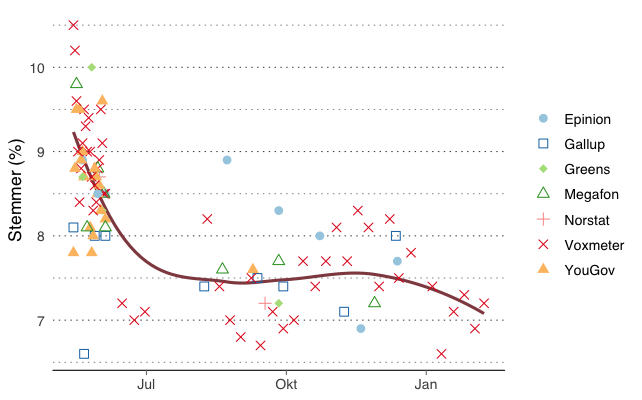 Stemmer (%)
10
9
8
7
Jul
Okt
Jan
Epinion
Gallup
Greens
Megafon
Norstat
Voxmeter
YouGov